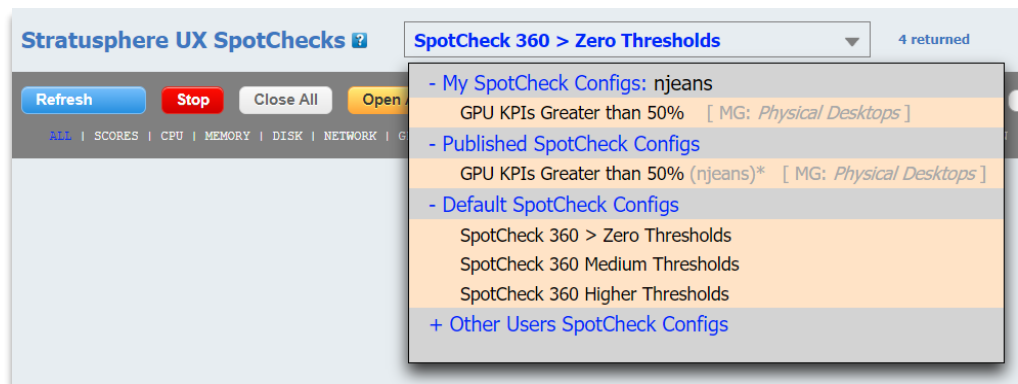 Stratusphere UX SpotChecks ?
SpotCheck 360 > Zero Thresholds
4 returned
Refresh Stop Close All Open
ALL | SCORES | CPU | MEMORY | DISK | NETWORK | G
- My SpotCheck Configs: njeans
GPU KPIs Greater than 50% [ MG: Physical Desktops ]
- Published SpotCheck Configs
GPU KPIs Greater than 50% (njeans)* [ MG: Physical Desktops ]
- Default SpotCheck Configs
SpotCheck 360 > Zero Thresholds
SpotCheck 360 Medium Thresholds
SpotCheck 360 Higher Thresholds
+ Other Users SpotCheck Configs